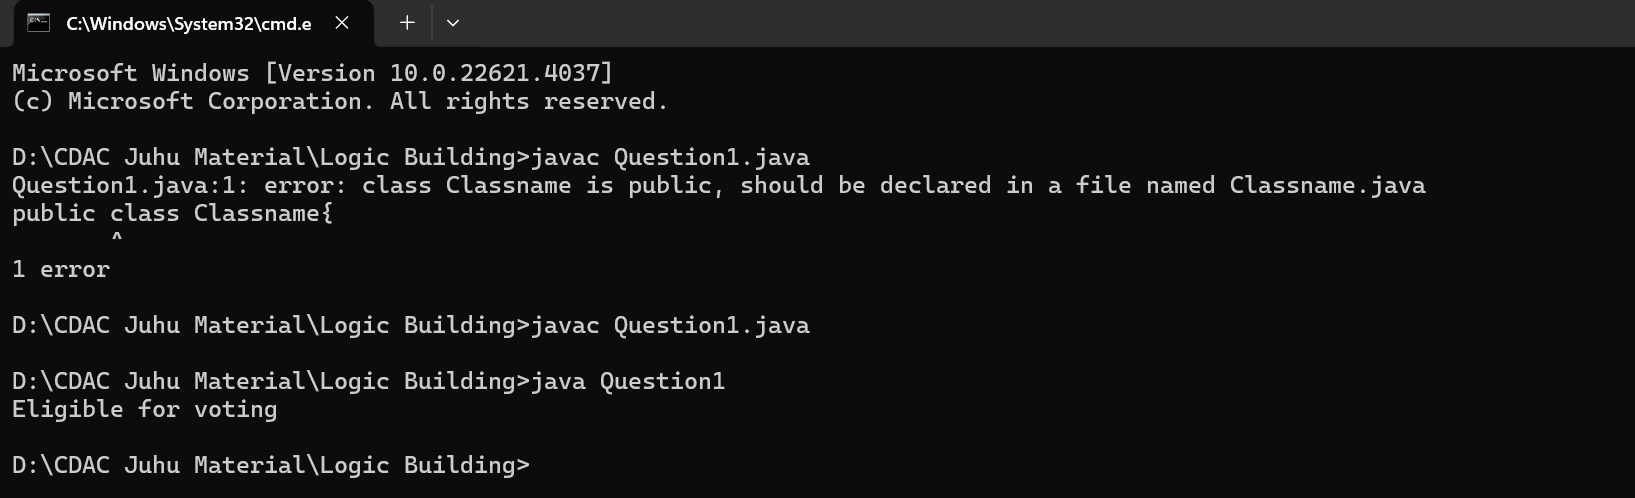 C:\Windows\System32\cmd.e
Microsoft Windows [Version 10.0.22621.4037]
(c) Microsoft Corporation. All rights reserved.
D:\CDAC Juhu Material\Logic Building>javac Question1.java
Question1.java:1: error: class Classname is public, should be declared in a file named Classname.java
public class Classname{
       ^
1 error
D:\CDAC Juhu Material\Logic Building>javac Question1.java
D:\CDAC Juhu Material\Logic Building>java Question1
Eligible for voting
D:\CDAC Juhu Material\Logic Building>